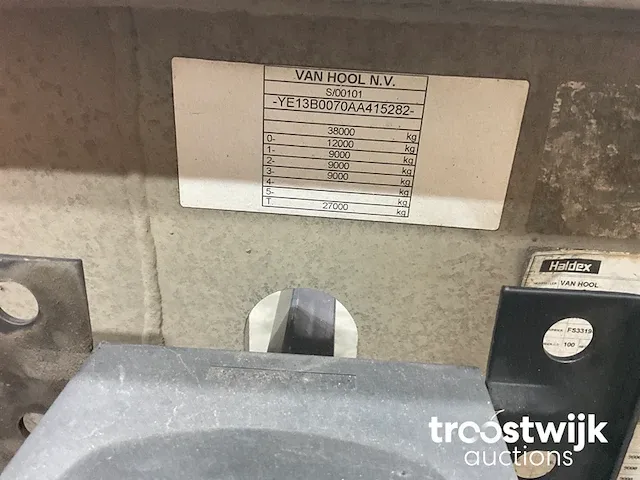 VAN HOOL N.V.
S/00101
-YE13B0070AA415282-
38000 kg
0- 12000 kg
1- 9000 kg
2- 9000 kg
3- 9000 kg
4- kg
5- kg
T 27000 kg
Haldex
VAN HOOL
FS3319
100
troostwijk
auctions